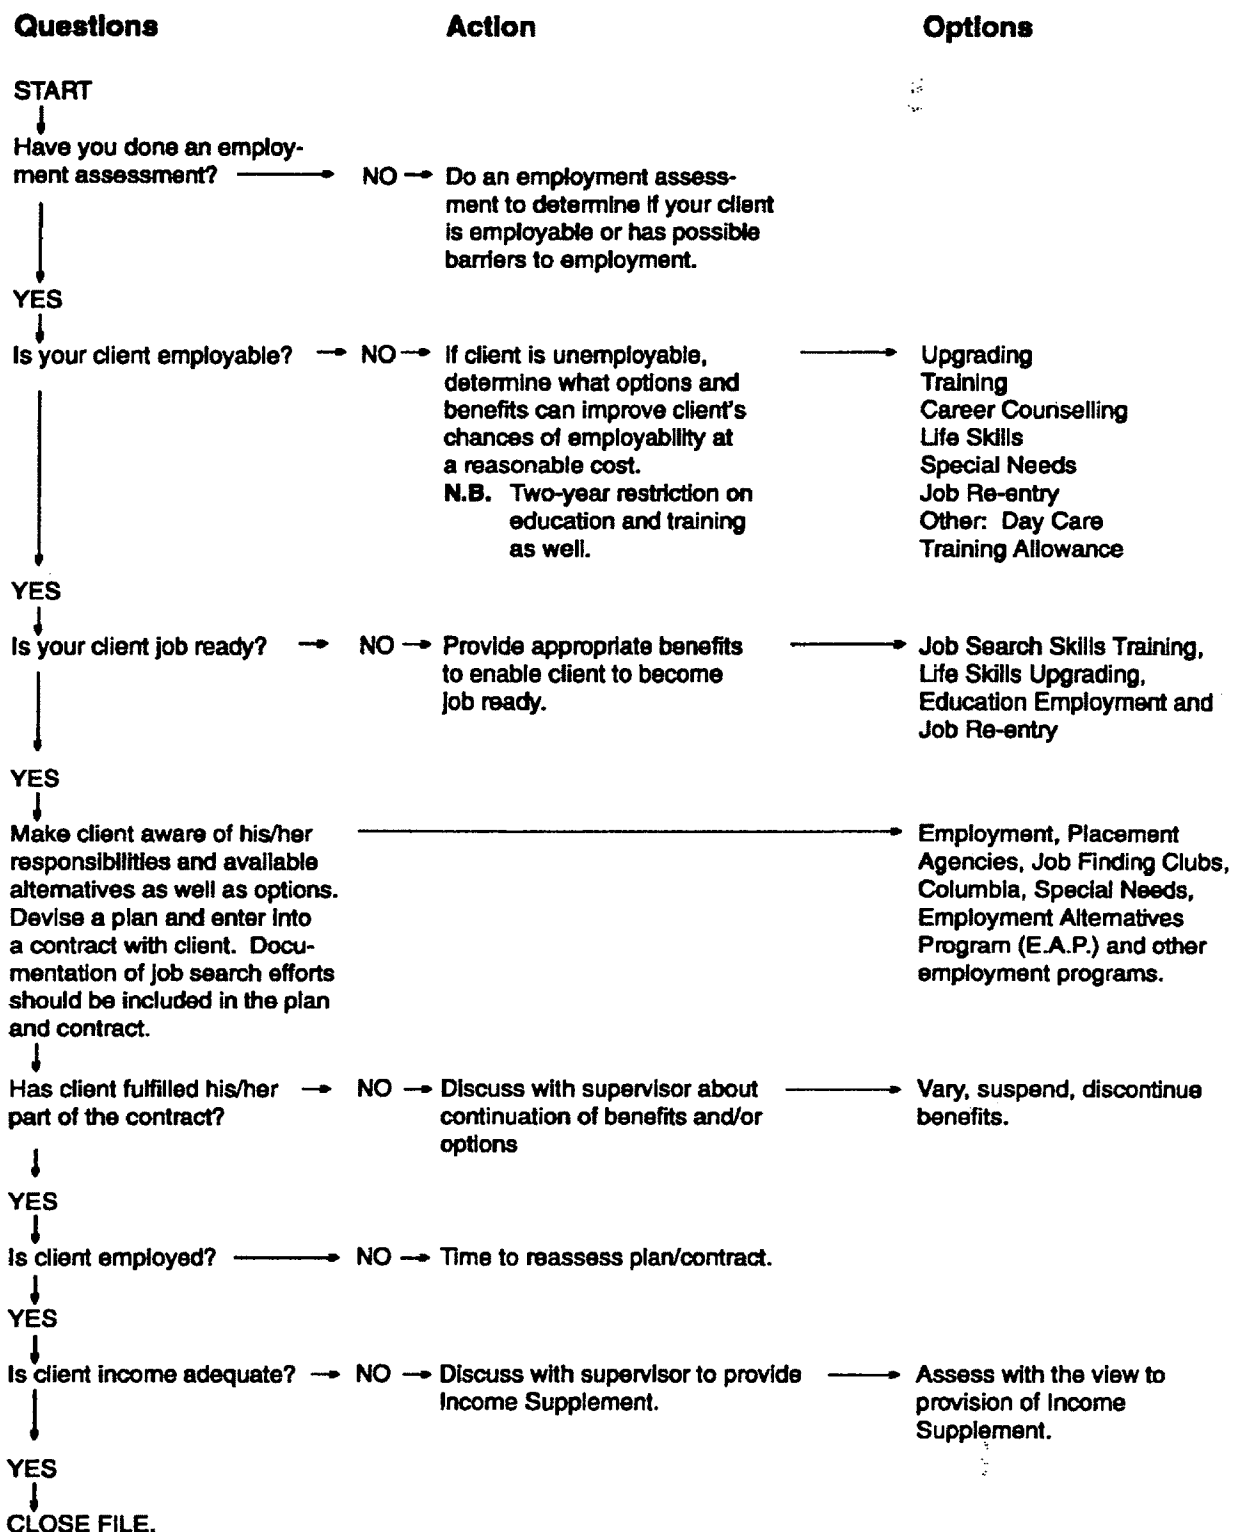 Questions Action Options
START
Have you done an employ-
ment assessment? NO Do an employment assess-
ment to determine if your client
is employable or has possible
barriers to employment.
YES
Is your client employable? NO If client is unemployable, Upgrading
determine what options and Training
benefits can improve client's Career Counselling
chances of employability at Life Skills
a reasonable cost. Special Needs
N.B. Two-year restriction on Job Re-entry
education and training Other: Day Care
as well. Training Allowance
YES
Is your client job ready? NO Provide appropriate benefits Job Search Skills Training,
to enable client to become Life Skills Upgrading,
job ready. Education Employment and
Job Re-entry
YES
Make client aware of his/her Employment, Placement
responsibilities and available Agencies, Job Finding Clubs,
alternatives as well as options. Columbia, Special Needs,
Devise a plan and enter into Employment Alternatives
a contract with client. Docu- Program (E.A.P.) and other
mentation of job search efforts employment programs.
should be included in the plan
and contract.
Has client fulfilled his/her NO Discuss with supervisor about Vary, suspend, discontinue
part of the contract? continuation of benefits and/or benefits.
options
YES
Is client employed? NO Time to reassess plan/contract.
YES
Is client income adequate? NO Discuss with supervisor to provide Assess with the view to
Income Supplement. provision of Income
Supplement.
YES
CLOSE FILE.